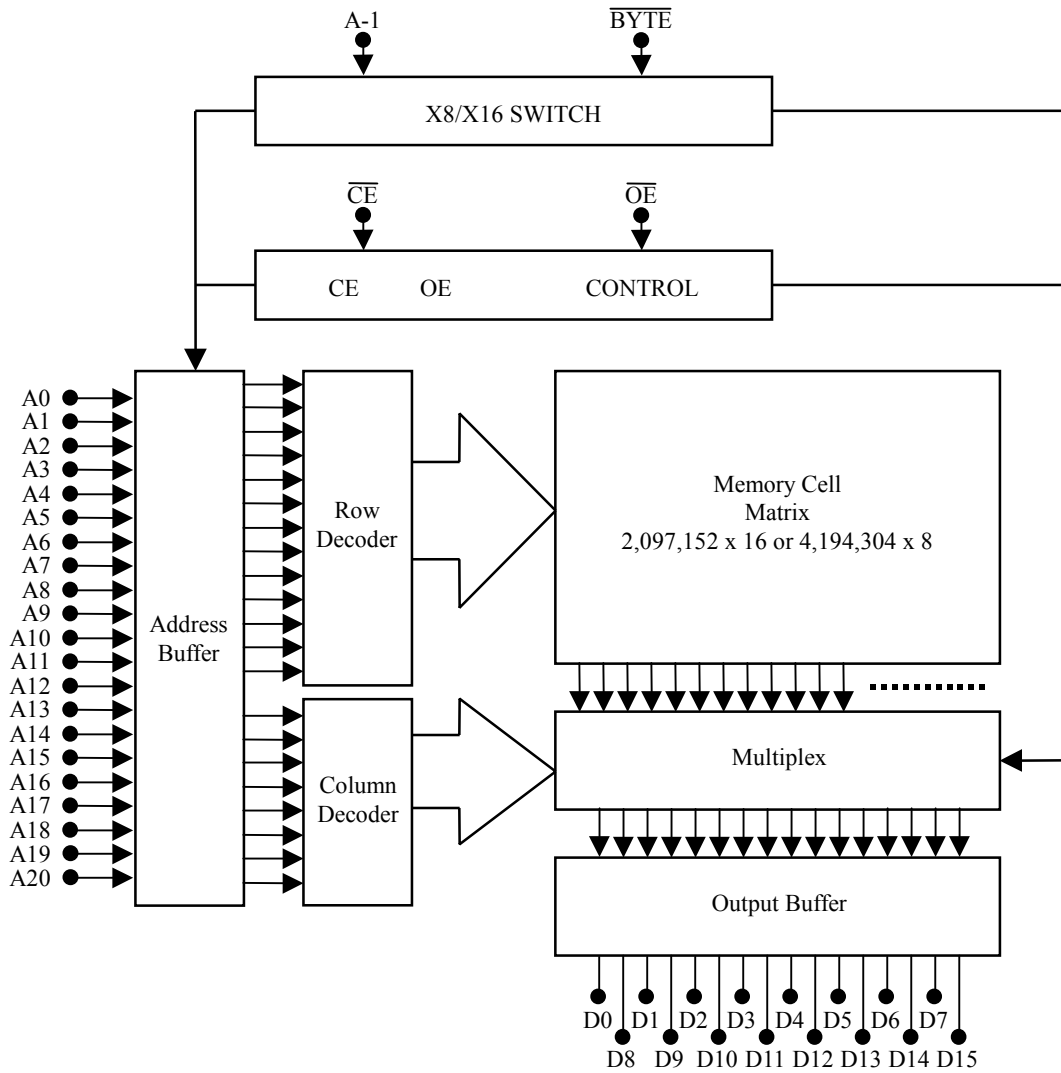 A-1
B̅Y̅T̅E̅
X8/X16 SWITCH
C̅E̅
O̅E̅
CE OE CONTROL
A0
A1
A2
A3
A4
A5
A6
A7
A8
A9
A10
A11
A12
A13
A14
A15
A16
A17
A18
A19
A20
Address
Buffer
Row
Decoder
Column
Decoder
Memory Cell
Matrix
2,097,152 x 16 or 4,194,304 x 8
Multiplex
Output Buffer
D0 D1 D2 D3 D4 D5 D6 D7
D8 D9 D10 D11 D12 D13 D14 D15